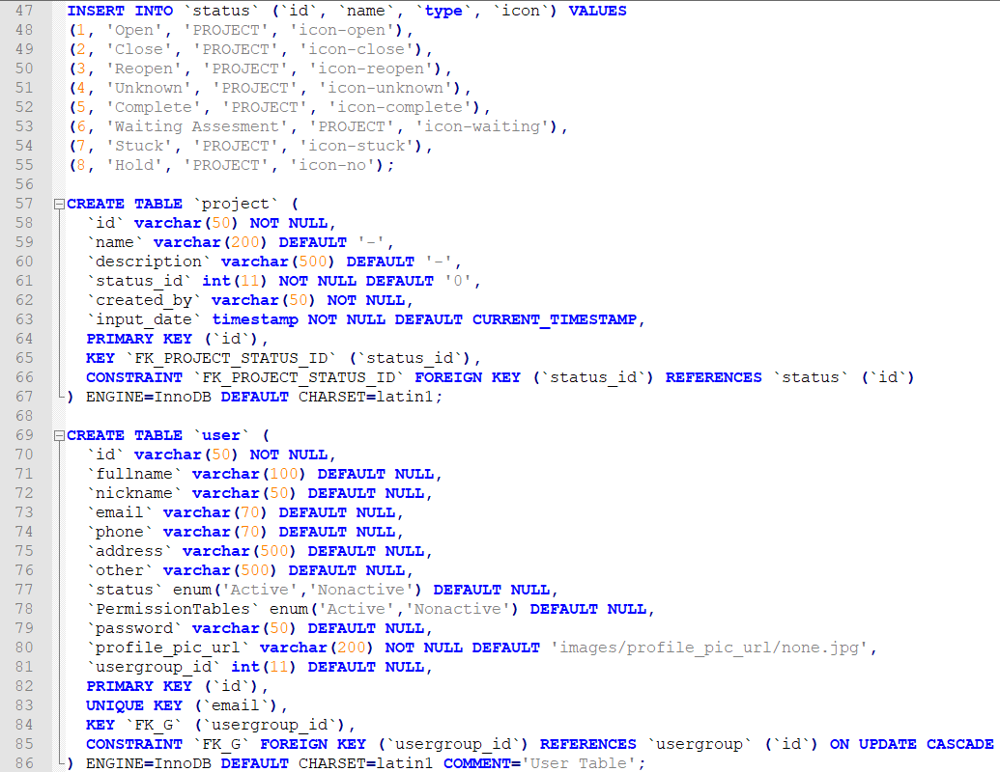 47 INSERT INTO `status` (`id`, `name`, `type`, `icon`) VALUES
48 (1, 'Open', 'PROJECT', 'icon-open'),
49 (2, 'Close', 'PROJECT', 'icon-close'),
50 (3, 'Reopen', 'PROJECT', 'icon-reopen'),
51 (4, 'Unknown', 'PROJECT', 'icon-unknown'),
52 (5, 'Complete', 'PROJECT', 'icon-complete'),
53 (6, 'Waiting Assesment', 'PROJECT', 'icon-waiting'),
54 (7, 'Stuck', 'PROJECT', 'icon-stuck'),
55 (8, 'Hold', 'PROJECT', 'icon-no');
56
57 CREATE TABLE `project` (
58 `id` varchar(50) NOT NULL,
59 `name` varchar(200) DEFAULT '-',
60 `description` varchar(500) DEFAULT '-',
61 `status_id` int(11) NOT NULL DEFAULT '0',
62 `created_by` varchar(50) NOT NULL,
63 `input_date` timestamp NOT NULL DEFAULT CURRENT_TIMESTAMP,
64 PRIMARY KEY (`id`),
65 KEY `FK_PROJECT_STATUS_ID` (`status_id`),
66 CONSTRAINT `FK_PROJECT_STATUS_ID` FOREIGN KEY (`status_id`) REFERENCES `status` (`id`)
67 ) ENGINE=InnoDB DEFAULT CHARSET=latin1;
68
69 CREATE TABLE `user` (
70 `id` varchar(50) NOT NULL,
71 `fullname` varchar(100) DEFAULT NULL,
72 `nickname` varchar(50) DEFAULT NULL,
73 `email` varchar(70) DEFAULT NULL,
74 `phone` varchar(70) DEFAULT NULL,
75 `address` varchar(500) DEFAULT NULL,
76 `other` varchar(500) DEFAULT NULL,
77 `status` enum('Active','Nonactive') DEFAULT NULL,
78 `PermissionTables` enum('Active','Nonactive') DEFAULT NULL,
79 `password` varchar(50) DEFAULT NULL,
80 `profile_pic_url` varchar(200) NOT NULL DEFAULT 'images/profile_pic_url/none.jpg',
81 `usergroup_id` int(11) DEFAULT NULL,
82 PRIMARY KEY (`id`),
83 UNIQUE KEY (`email`),
84 KEY `FK_G` (`usergroup_id`),
85 CONSTRAINT `FK_G` FOREIGN KEY (`usergroup_id`) REFERENCES `usergroup` (`id`) ON UPDATE CASCADE
86 ) ENGINE=InnoDB DEFAULT CHARSET=latin1 COMMENT='User Table';